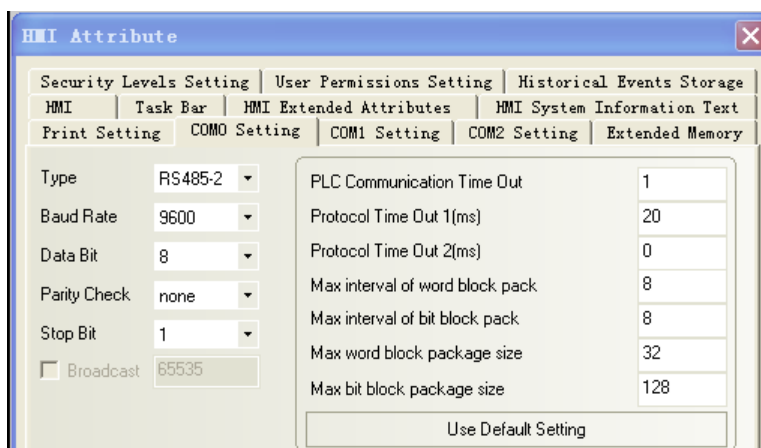 HMI Attribute
Security Levels Setting User Permissions Setting Historical Events Storage
HMI Task Bar HMI Extended Attributes HMI System Information Text
Print Setting COM0 Setting COM1 Setting COM2 Setting Extended Memory
Type RS485-2
Baud Rate 9600
Data Bit 8
Parity Check none
Stop Bit 1
Broadcast 65535
PLC Communication Time Out 1
Protocol Time Out 1(ms) 20
Protocol Time Out 2(ms) 0
Max interval of word block pack 8
Max interval of bit block pack 8
Max word block package size 32
Max bit block package size 128
Use Default Setting